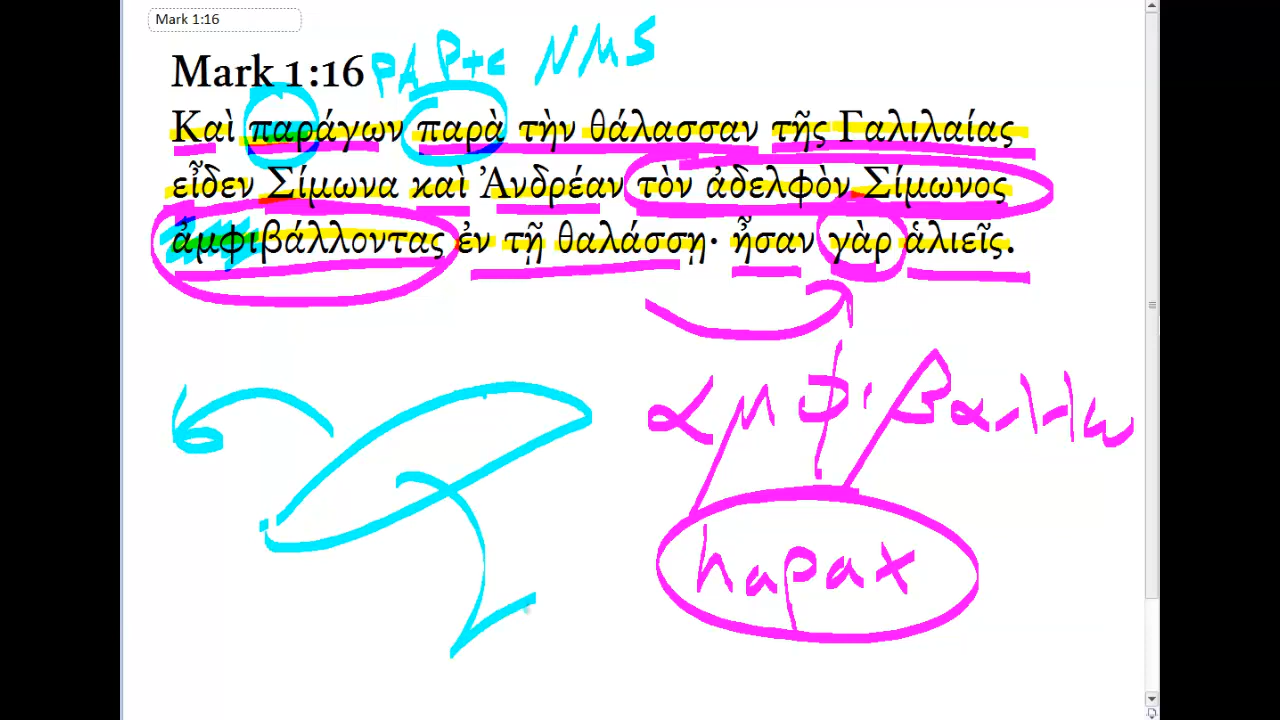 Mark 1:16
Mark 1:16 PA Ptc NMS
Καὶ παράγων παρὰ τὴν θάλασσαν τῆς Γαλιλαίας
εἶδεν Σίμωνα καὶ Ἀνδρέαν τὸν ἀδελφὸν Σίμωνος
ἀμφιβάλλοντας ἐν τῇ θαλάσσῃ· ἦσαν γὰρ ἁλιεῖς.
αμφιβαλλω
hapax